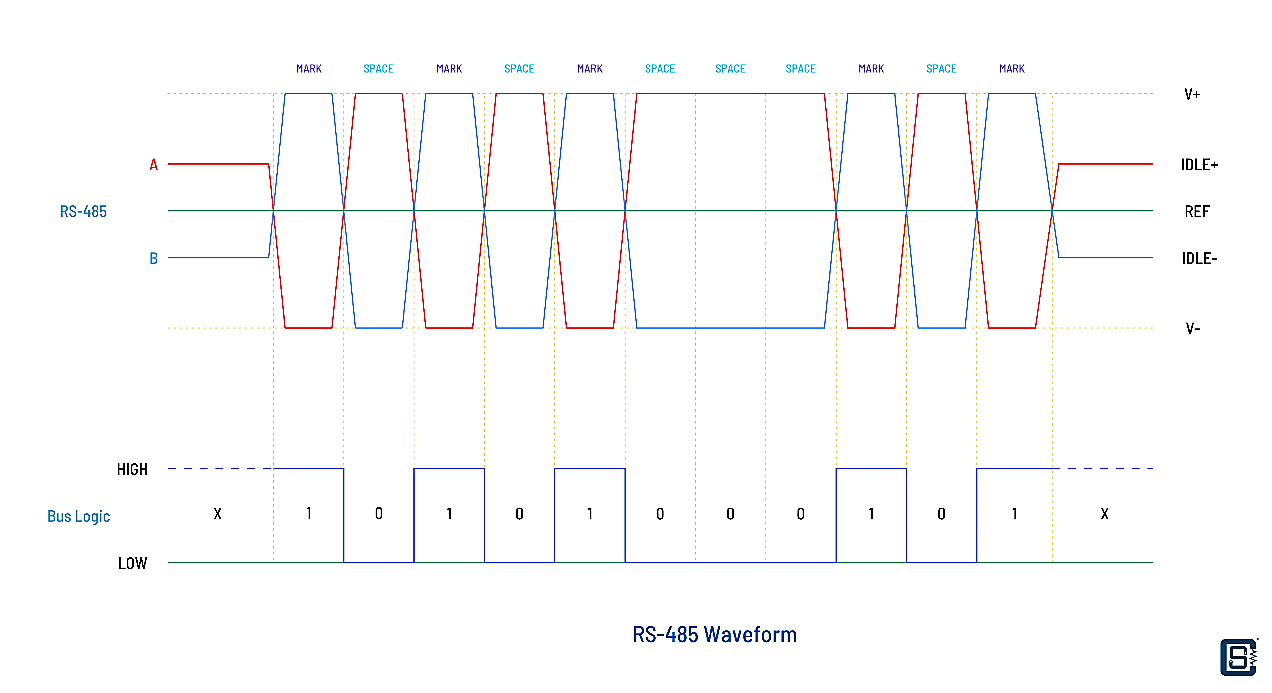 MARK SPACE MARK SPACE MARK SPACE SPACE SPACE MARK SPACE MARK
V+
A IDLE+
RS-485 REF
B IDLE-
V-
HIGH
Bus Logic X 1 0 1 0 1 0 0 0 1 0 1 X
LOW
RS-485 Waveform